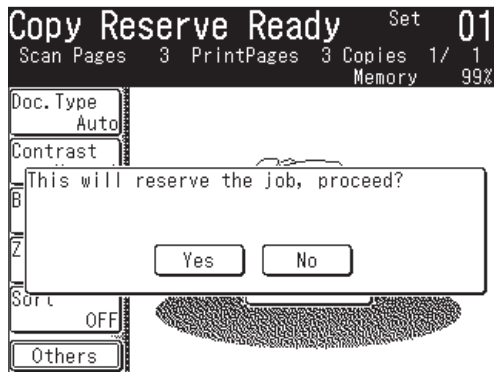 Copy Reserve Ready Set 01
Scan Pages 3 PrintPages 3 Copies 1/ 1
Memory 99%
Doc.Type
Auto
Contrast
This will reserve the job, proceed?
B
Z
Yes No
Sort
OFF
Others